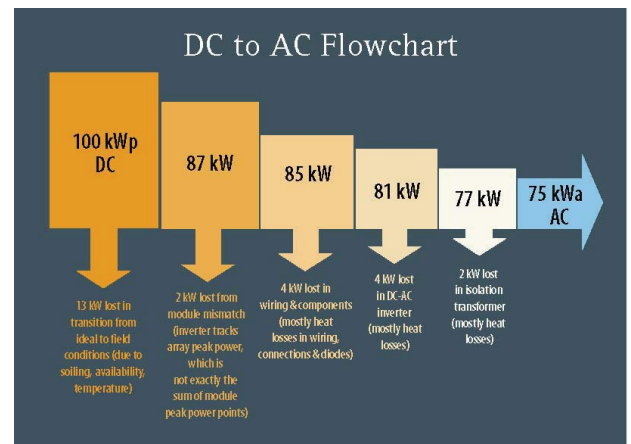 DC to AC Flowchart
100 kWp
DC
87 kW
85 kW
81 kW
77 kW
75 kWa
AC
13 kW lost in
transition from
ideal to field
conditions (due to
soiling, availability,
temperature)
2 kW lost from
module mismatch
(inverter tracks
array peak power,
which is
not exactly the
sum of module
peak power points)
4 kW lost in
wiring & components
(mostly heat
losses in wiring,
connections & diodes)
4 kW lost
in DC-AC
inverter
(mostly heat
losses)
2 kW lost
in isolation
transformer
(mostly heat
losses)